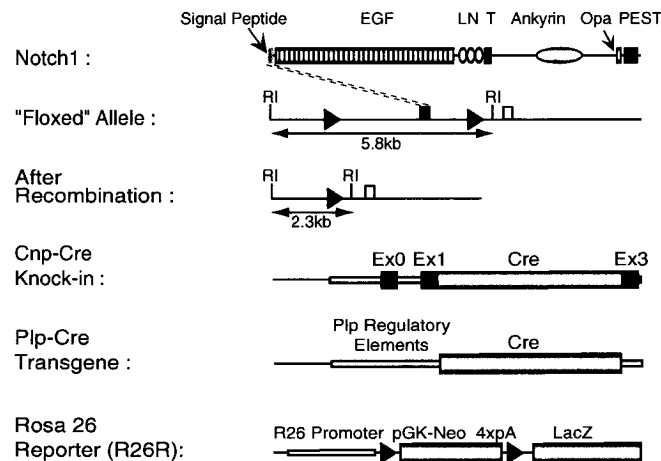 Signal Peptide EGF LN T Ankyrin Opa PEST
Notch1 :
RI RI
"Floxed" Allele :
5.8kb
After
Recombination :
RI RI
2.3kb
Cnp-Cre
Knock-in :
Ex0 Ex1 Cre Ex3
Plp-Cre
Transgene :
Plp Regulatory
Elements
Cre
Rosa 26
Reporter (R26R):
R26 Promoter pGK-Neo 4xpA LacZ